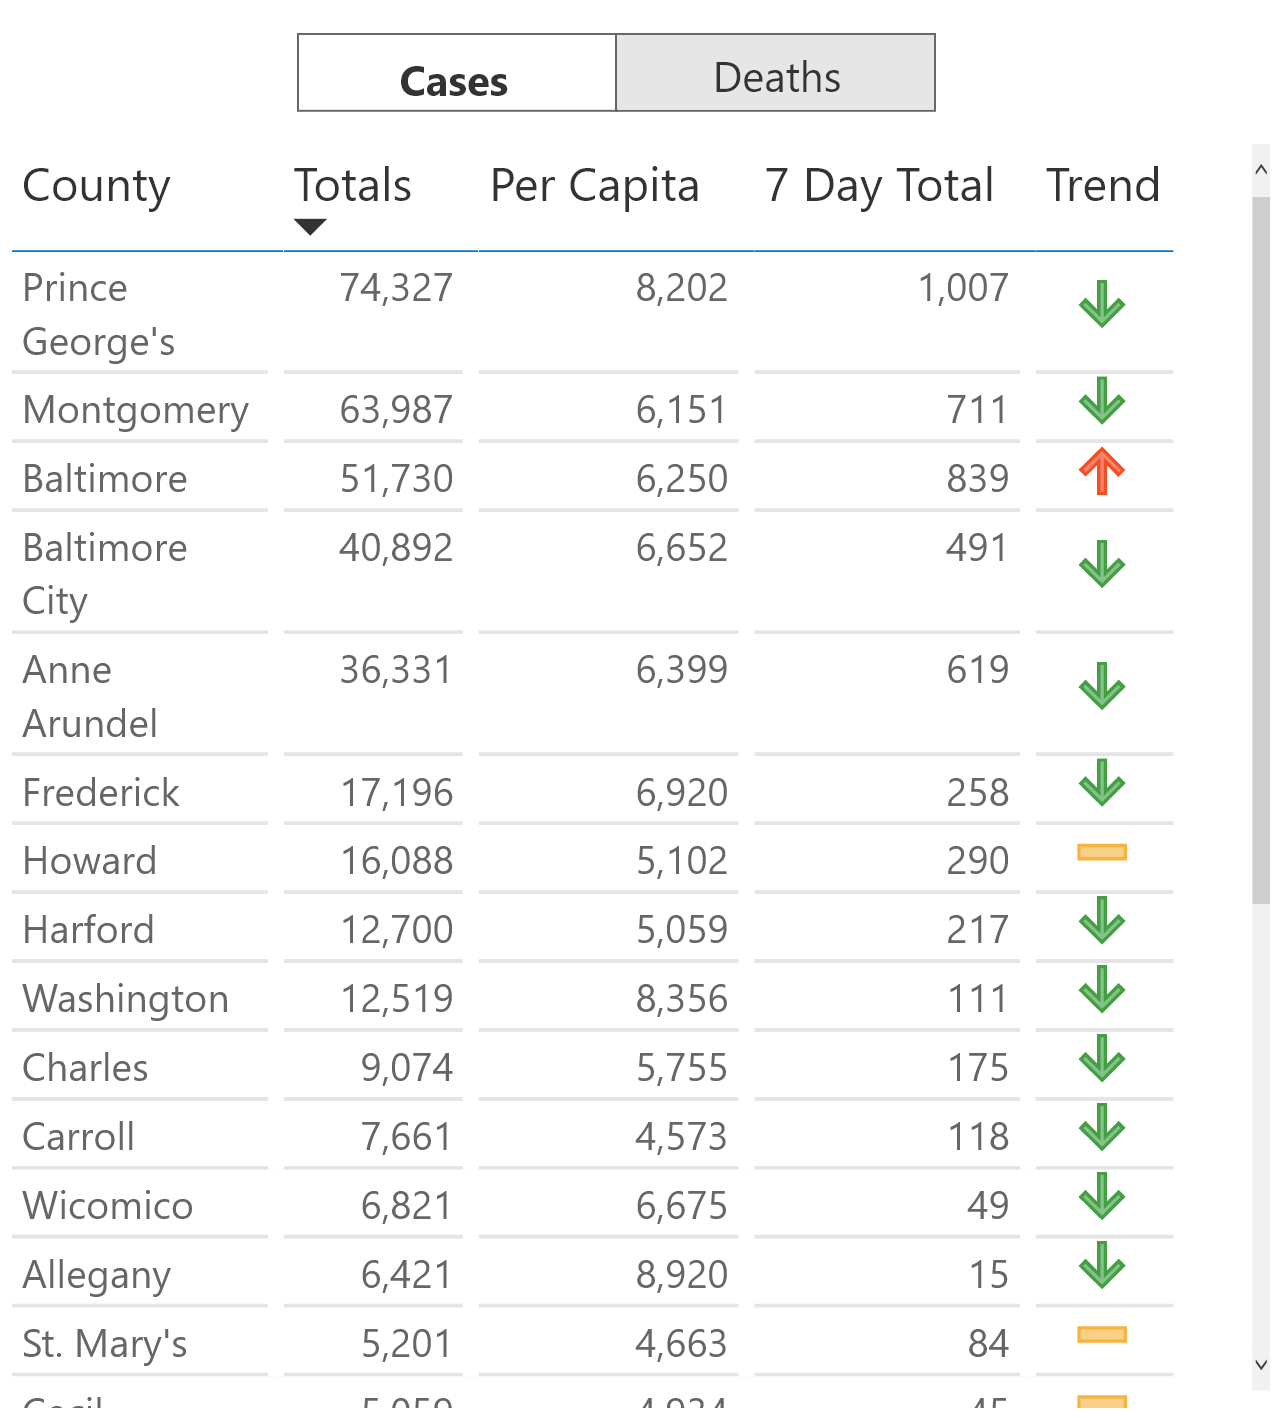 Cases Deaths
County Totals Per Capita 7 Day Total Trend
Prince 74,327 8,202 1,007
George's
Montgomery 63,987 6,151 711
Baltimore 51,730 6,250 839
Baltimore 40,892 6,652 491
City
Anne 36,331 6,399 619
Arundel
Frederick 17,196 6,920 258
Howard 16,088 5,102 290
Harford 12,700 5,059 217
Washington 12,519 8,356 111
Charles 9,074 5,755 175
Carroll 7,661 4,573 118
Wicomico 6,821 6,675 49
Allegany 6,421 8,920 15
St. Mary's 5,201 4,663 84
Cecil